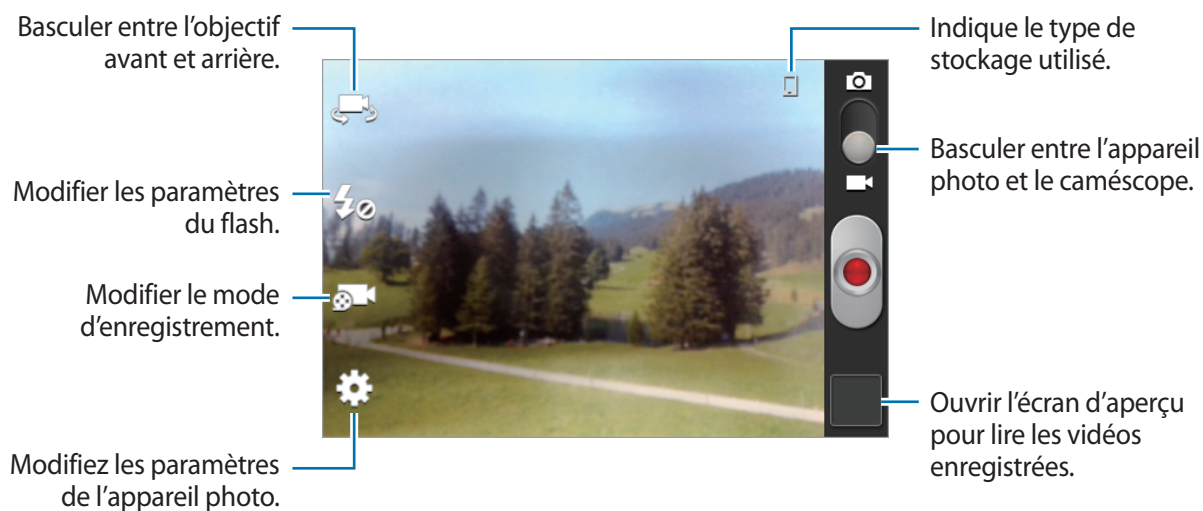 Basculer entre l’objectif
avant et arrière.
Modifier les paramètres
du flash.
Modifier le mode
d’enregistrement.
Modifiez les paramètres
de l’appareil photo.
Indique le type de
stockage utilisé.
Basculer entre l’appareil
photo et le caméscope.
Ouvrir l’écran d’aperçu
pour lire les vidéos
enregistrées.